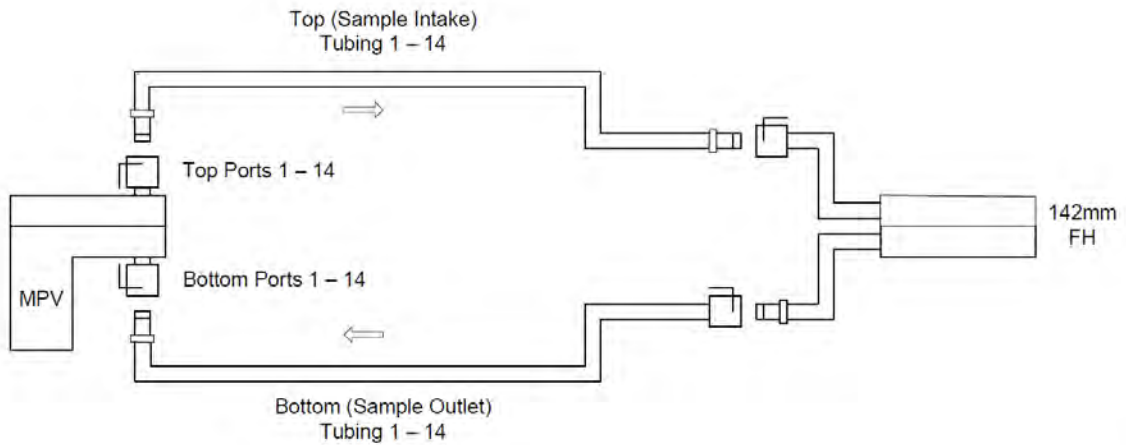 Top (Sample Intake)
Tubing 1 – 14
Top Ports 1 – 14
142mm
FH
Bottom Ports 1 – 14
MPV
Bottom (Sample Outlet)
Tubing 1 – 14